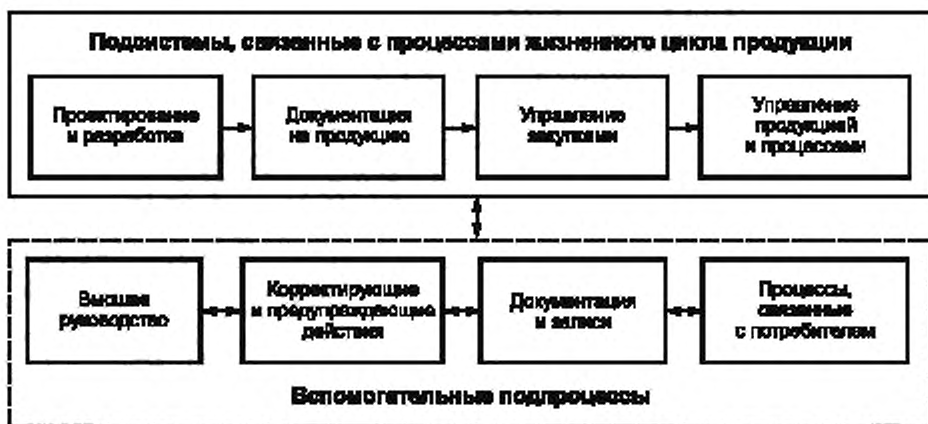 Подсистемы, связанные с процессами жизненного цикла продукции
Проектирование
и разработка
Документация
на продукцию
Управление
закупками
Управление
продукцией
и процессами
Высшее
руководство
Корректирующие
и предупреждающие
действия
Документация
и записи
Процессы,
связанные
с потребителем
Вспомогательные подпроцессы